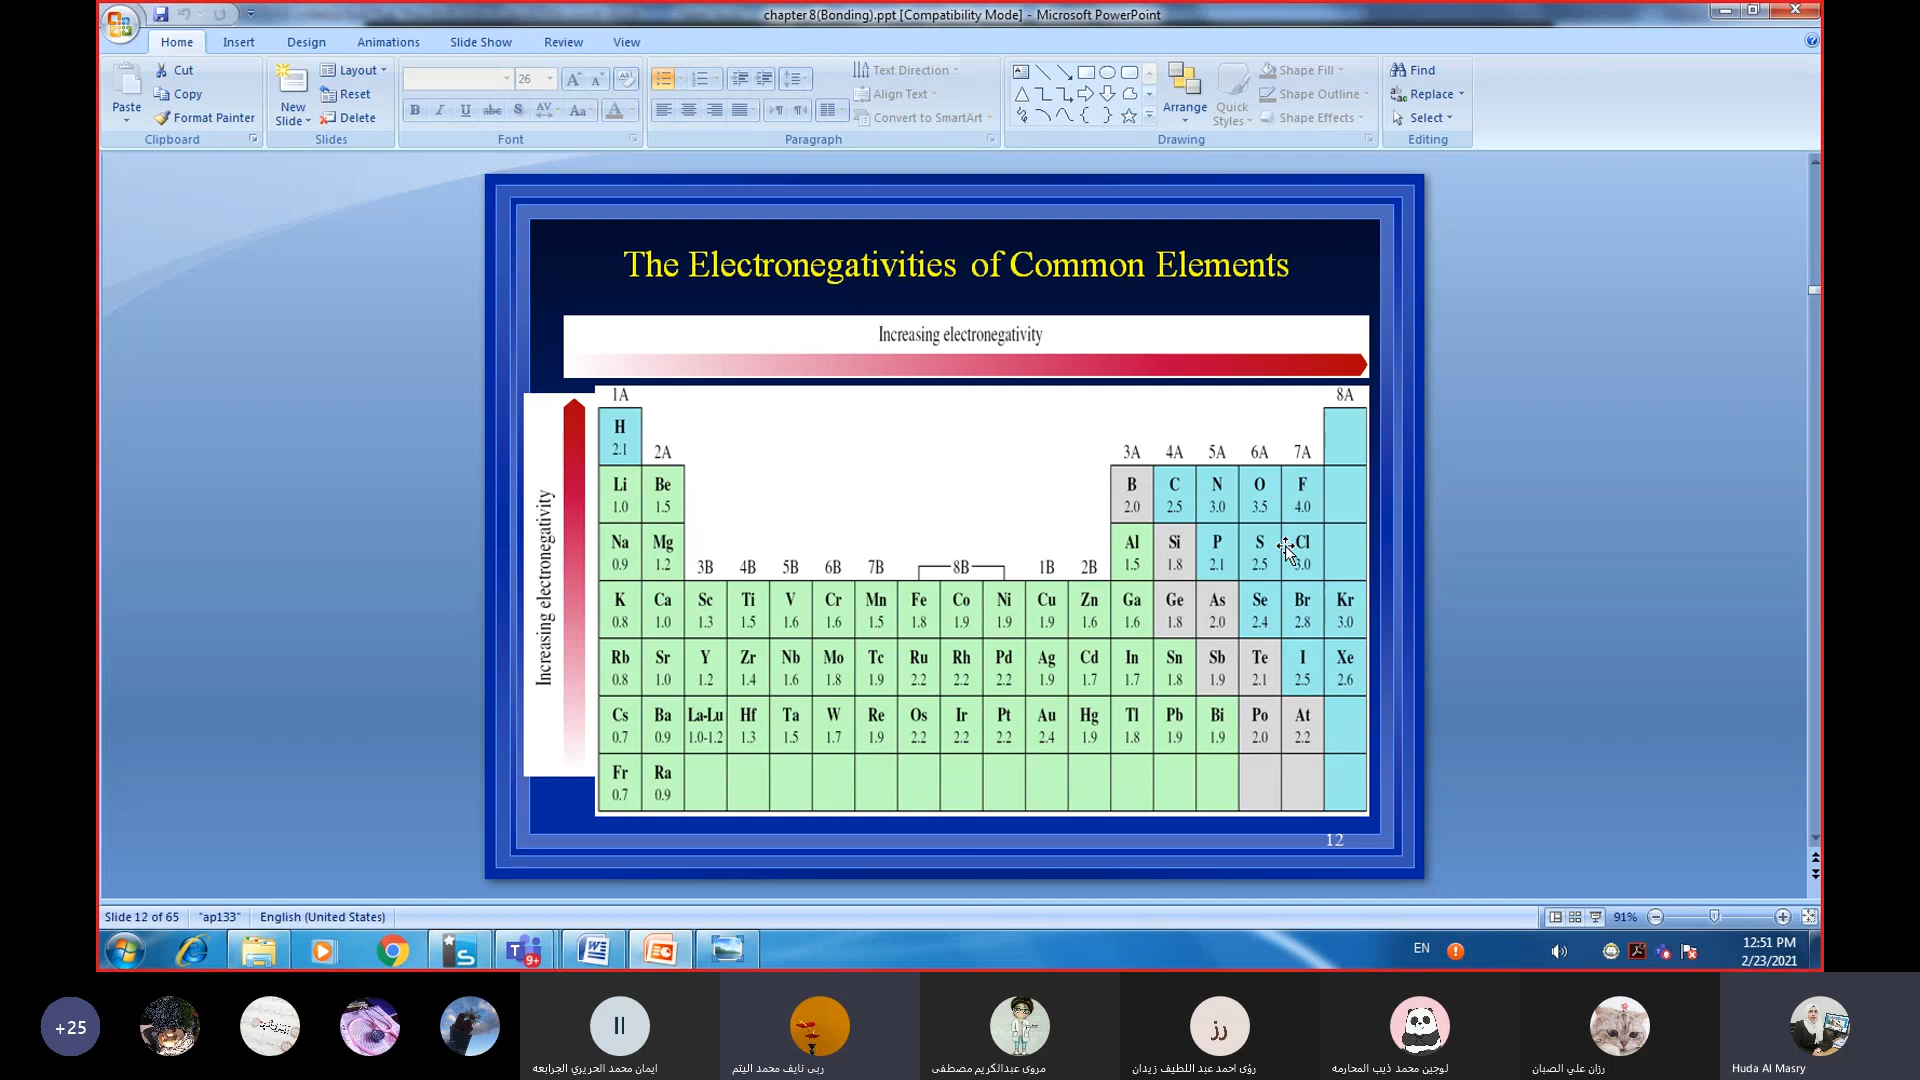 chapter 8(Bonding).ppt [Compatibility Mode] - Microsoft PowerPoint
Home Insert Design Animations Slide Show Review View
Paste
Cut
Copy
Format Painter
Clipboard
New Slide
Layout
Reset
Delete
Slides
26
B I U abc S AV Aa A
Font
Text Direction
Align Text
Convert to SmartArt
Paragraph
Arrange
Quick Styles
Shape Fill
Shape Outline
Shape Effects
Drawing
Find
Replace
Select
Editing
The Electronegativities of Common Elements
Increasing electronegativity
Increasing electronegativity
1A 8A
H
2.1 2A 3A 4A 5A 6A 7A
Li Be B C N O F
1.0 1.5 2.0 2.5 3.0 3.5 4.0
Na Mg Al Si P S Cl
0.9 1.2 3B 4B 5B 6B 7B 8B 1B 2B 1.5 1.8 2.1 2.5 3.0
K Ca Sc Ti V Cr Mn Fe Co Ni Cu Zn Ga Ge As Se Br Kr
0.8 1.0 1.3 1.5 1.6 1.6 1.5 1.8 1.9 1.9 1.9 1.6 1.6 1.8 2.0 2.4 2.8 3.0
Rb Sr Y Zr Nb Mo Tc Ru Rh Pd Ag Cd In Sn Sb Te I Xe
0.8 1.0 1.2 1.4 1.6 1.8 1.9 2.2 2.2 2.2 1.9 1.7 1.7 1.8 1.9 2.1 2.5 2.6
Cs Ba La-Lu Hf Ta W Re Os Ir Pt Au Hg Tl Pb Bi Po At
0.7 0.9 1.0-1.2 1.3 1.5 1.7 1.9 2.2 2.2 2.2 2.4 1.9 1.8 1.9 1.9 2.0 2.2
Fr Ra
0.7 0.9
12
Slide 12 of 65 "ap133" English (United States) 91%
9+
EN
12:51 PM
2/23/2021
+25
ايمان محمد الحريري الجرابعه
ربى نايف محمد اليتم
مروى عبدالكريم مصطفى
رز
رؤى احمد عبد اللطيف زيدان
لوجين محمد ذيب المحارمه
رزان علي الصبان
Huda Al Masry